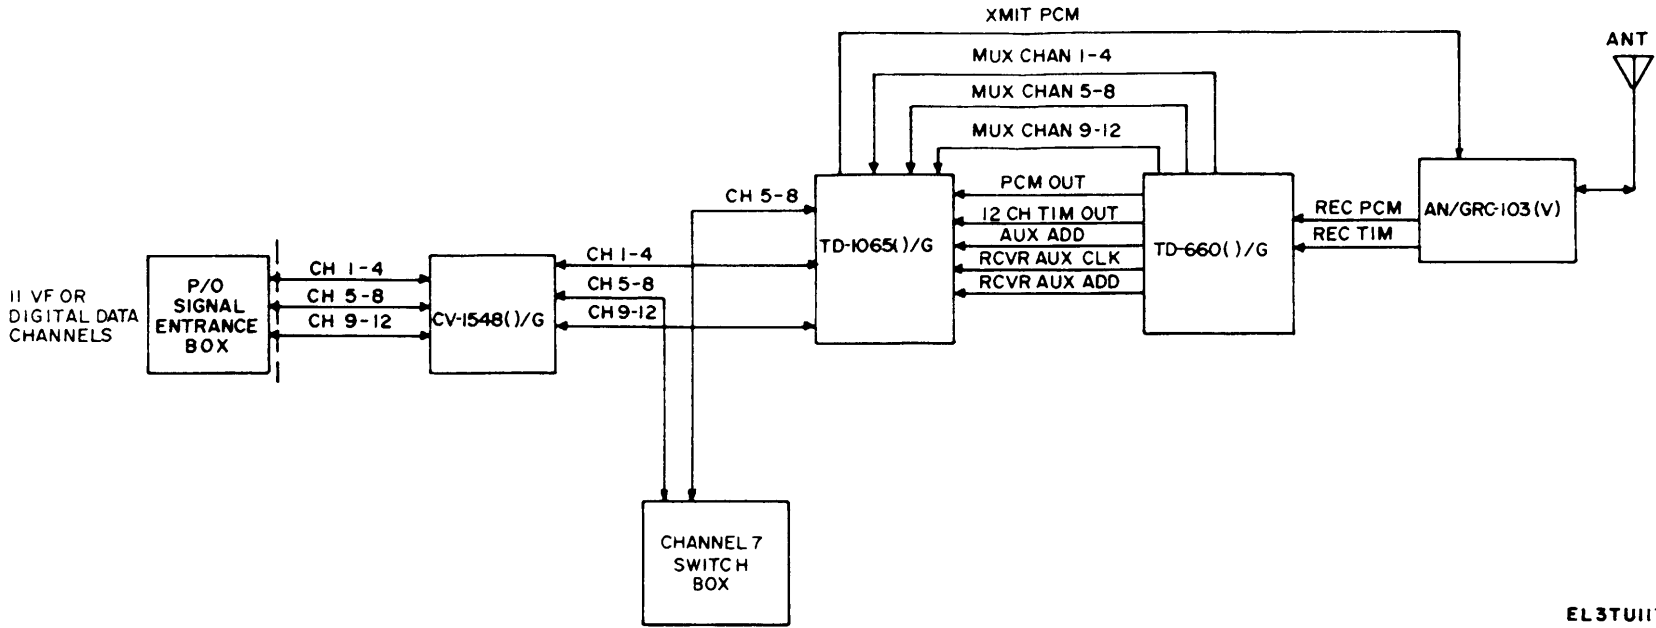 XMIT PCM
ANT
MUX CHAN 1-4
MUX CHAN 5-8
MUX CHAN 9-12
PCM OUT
12 CH TIM OUT
AUX ADD
RCVR AUX CLK
RCVR AUX ADD
REC PCM
REC TIM
AN/GRC-103(V)
TD-660()/G
TD-1065()/G
CH 5-8
CH 1-4
CH 5-8
CH 9-12
CV-1548()/G
CH 1-4
CH 5-8
CH 9-12
P/O
SIGNAL
ENTRANCE
BOX
11 VF OR
DIGITAL DATA
CHANNELS
CHANNEL 7
SWITCH
BOX